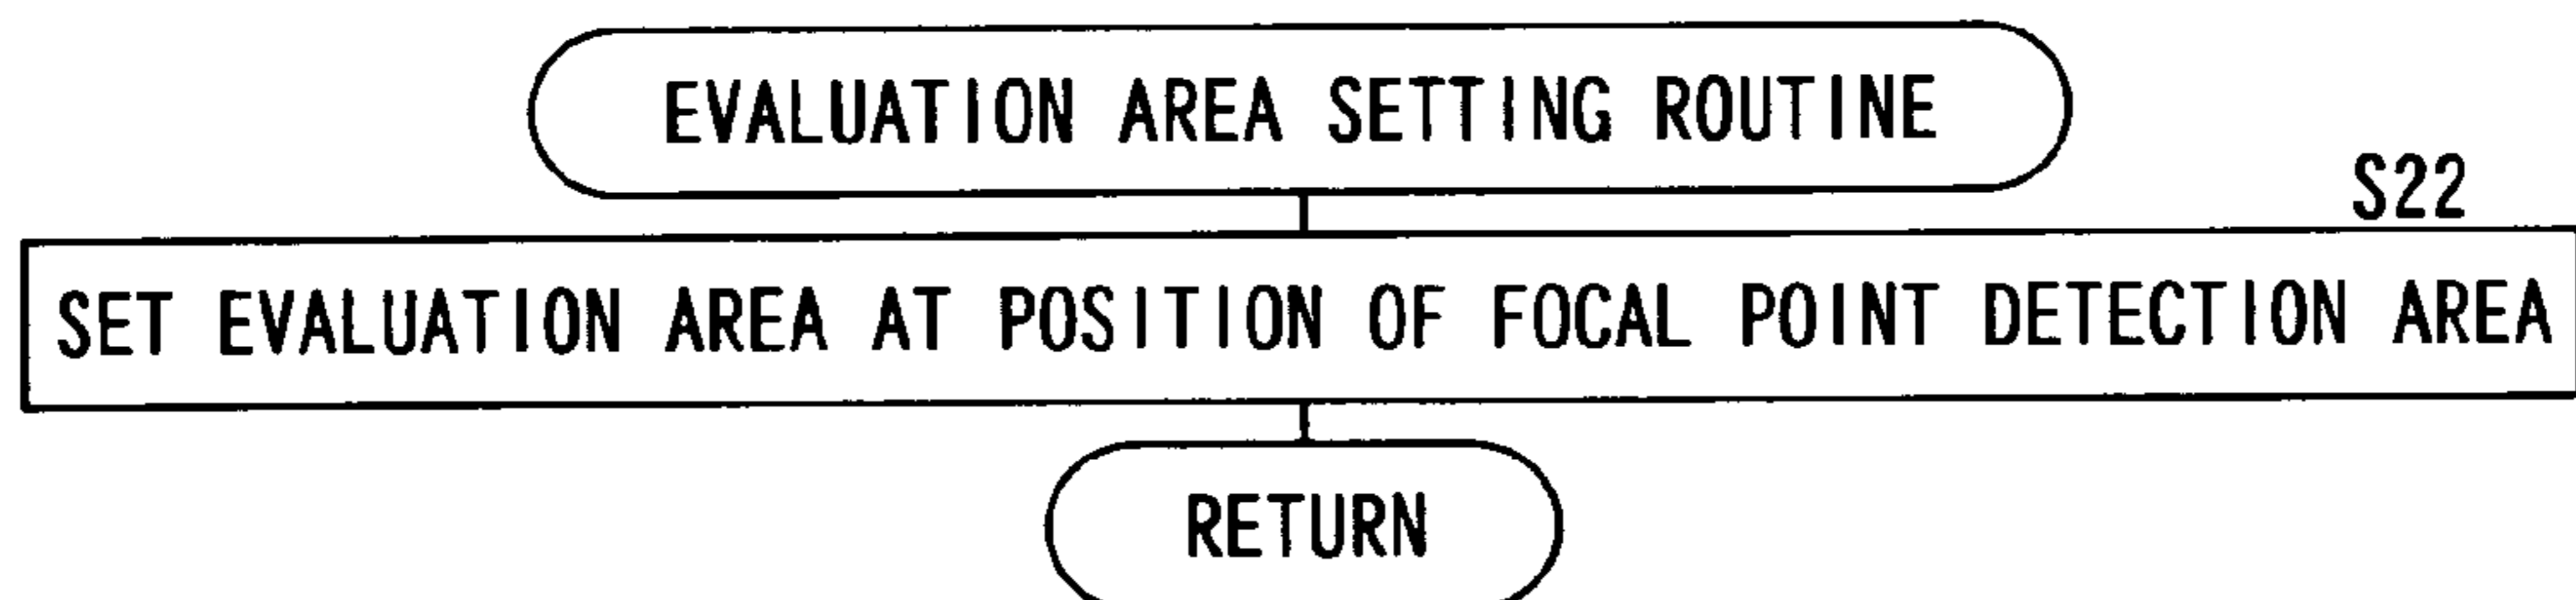 EVALUATION AREA SETTING ROUTINE
S22
SET EVALUATION AREA AT POSITION OF FOCAL POINT DETECTION AREA
RETURN